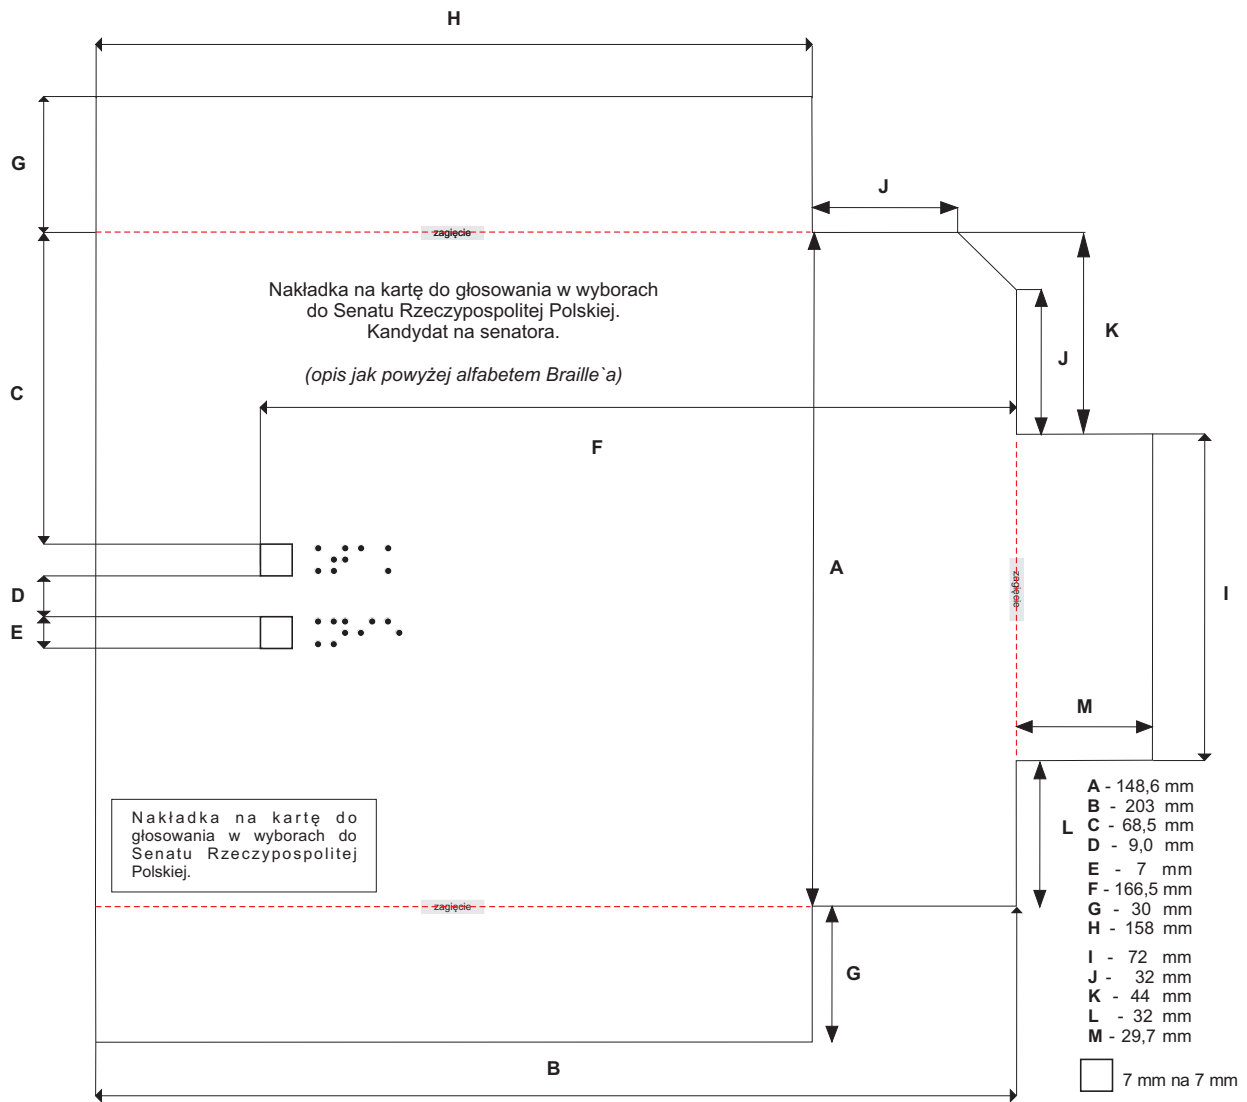 H
G
J
zagięcie
Nakładka na kartę do głosowania w wyborach
do Senatu Rzeczypospolitej Polskiej.
Kandydat na senatora.
K
J
(opis jak powyżej alfabetem Braille`a)
C
F
A
zagięcie
I
D
E
M
Nakładka na kartę do
głosowania w wyborach do
Senatu Rzeczypospolitej
Polskiej.
L
zagięcie
G
B
A - 148,6 mm
B - 203 mm
C - 68,5 mm
D - 9,0 mm
E - 7 mm
F - 166,5 mm
G - 30 mm
H - 158 mm
I - 72 mm
J - 32 mm
K - 44 mm
L - 32 mm
M - 29,7 mm
7 mm na 7 mm